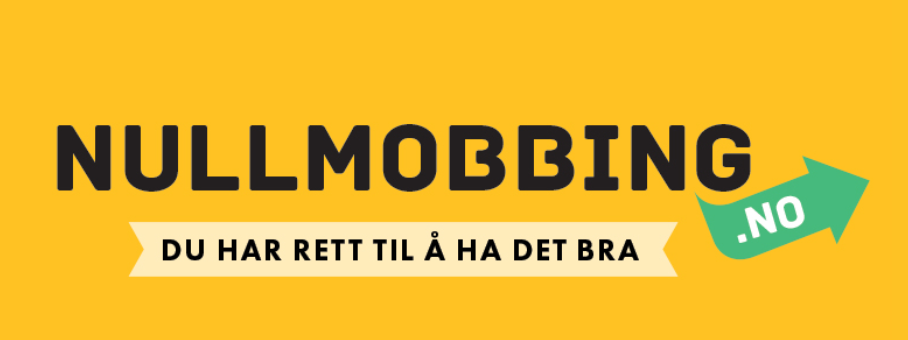 NULLMOBBING
.NO
DU HAR RETT TIL Å HA DET BRA